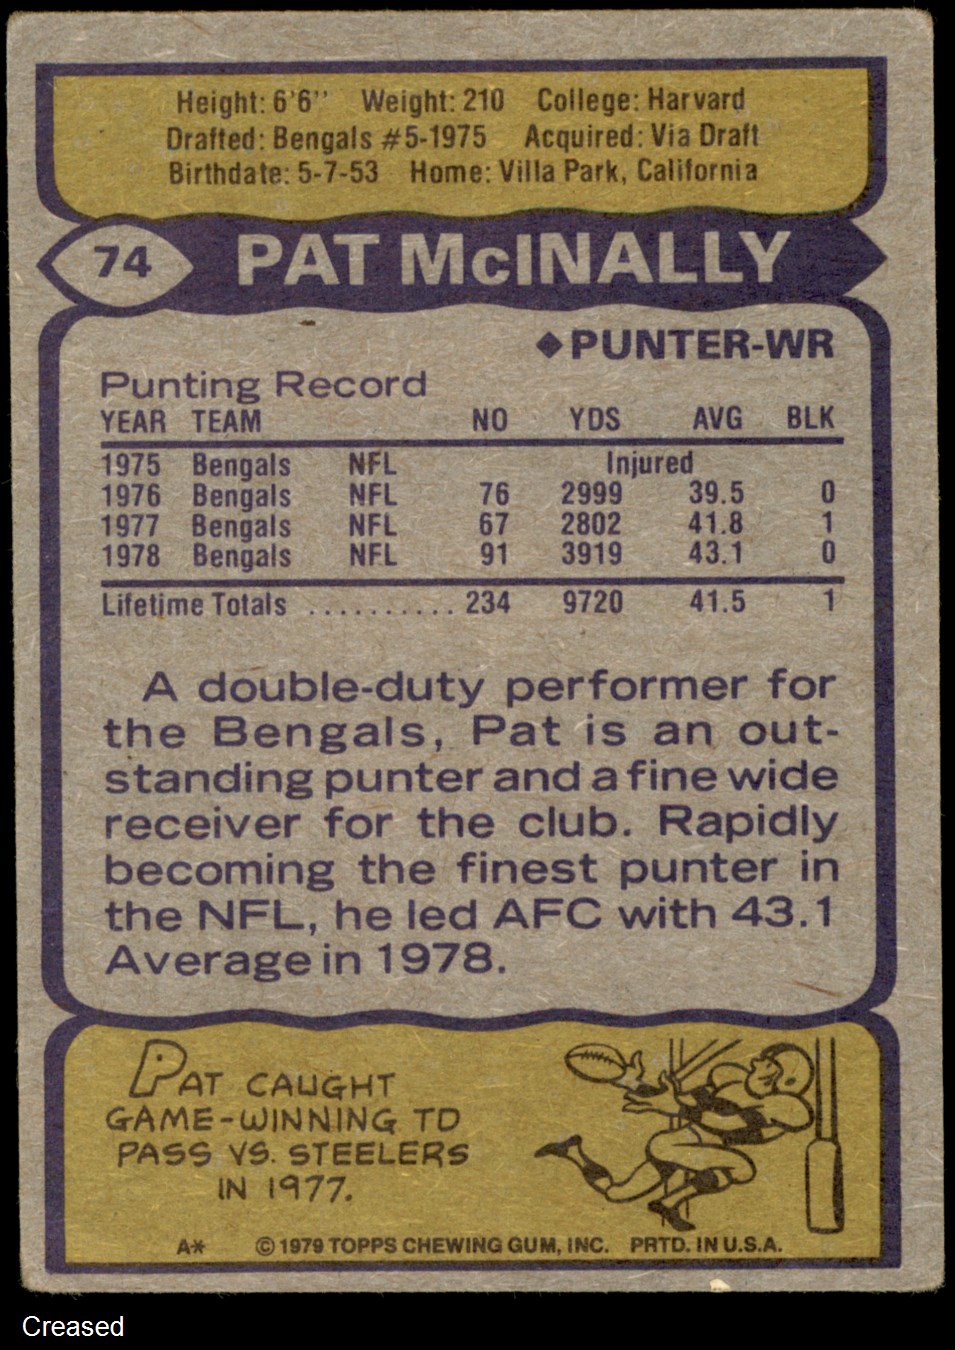 Height: 6'6" Weight: 210 College: Harvard
Drafted: Bengals #5-1975 Acquired: Via Draft
Birthdate: 5-7-53 Home: Villa Park, California
74 PAT McINALLY
◆PUNTER-WR
Punting Record
YEAR TEAM NO YDS AVG BLK
1975 Bengals NFL Injured
1976 Bengals NFL 76 2999 39.5 0
1977 Bengals NFL 67 2802 41.8 1
1978 Bengals NFL 91 3919 43.1 0
Lifetime Totals .......... 234 9720 41.5 1
A double-duty performer for
the Bengals, Pat is an out-
standing punter and a fine wide
receiver for the club. Rapidly
becoming the finest punter in
the NFL, he led AFC with 43.1
Average in 1978.
PAT CAUGHT
GAME-WINNING TD
PASS VS. STEELERS
IN 1977.
A* © 1979 TOPPS CHEWING GUM, INC. PRTD. IN U.S.A.
Creased